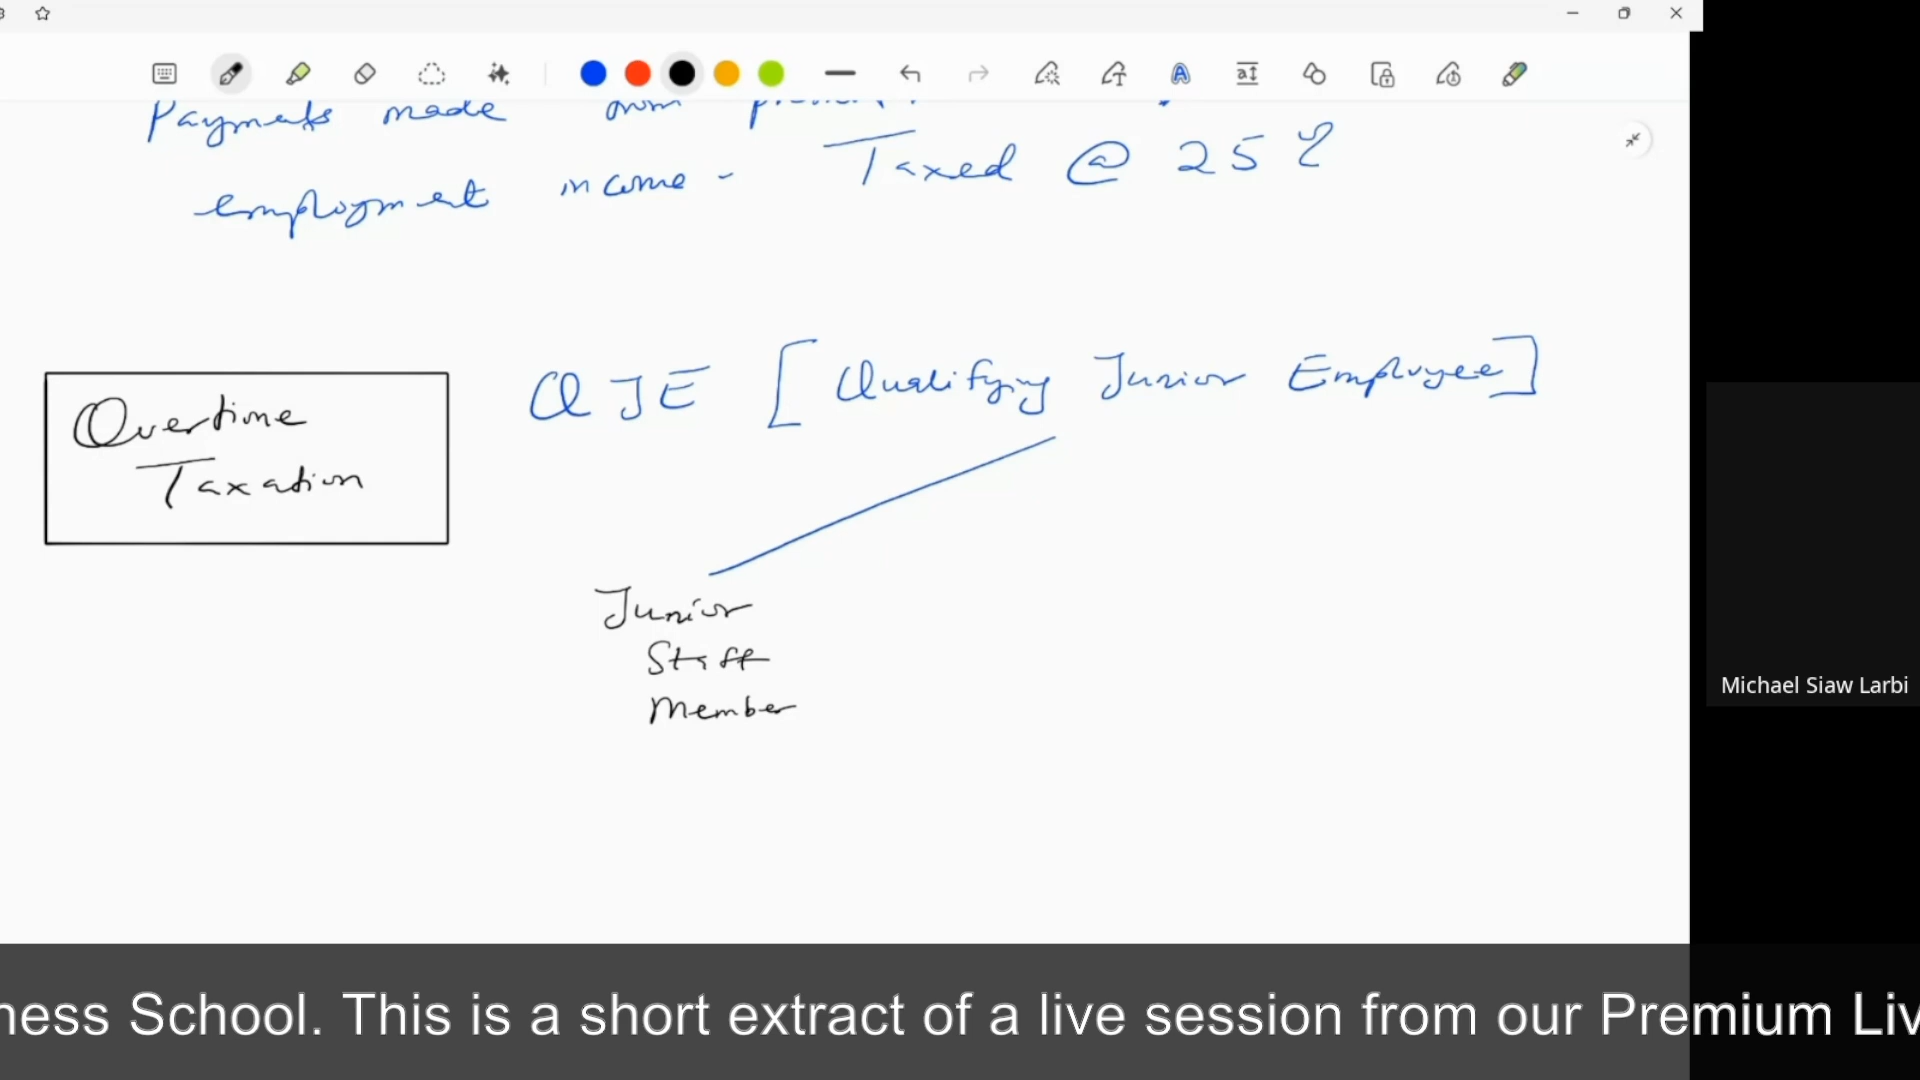 Payments made from
employment income - Taxed @ 25%
QJE [Qualifying Junior Employee]
Overtime
Taxation
Junior
Staff
Member
Michael Siaw Larbi
ness School. This is a short extract of a live session from our Premium Liv